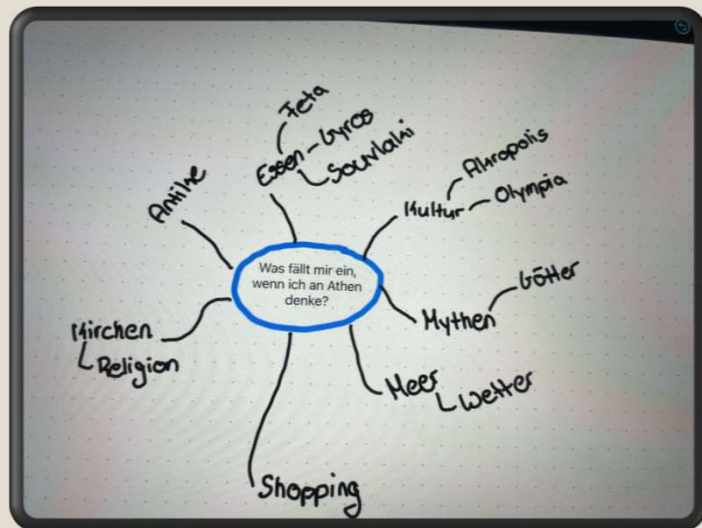 Feta
Essen - Gyros
Souvlaki
Akropolis
Kultur - Olympia
Antike
Was fällt mir ein,
wenn ich an Athen
denke?
Götter
Mythen
Kirchen
Religion
Meer
Wetter
Shopping